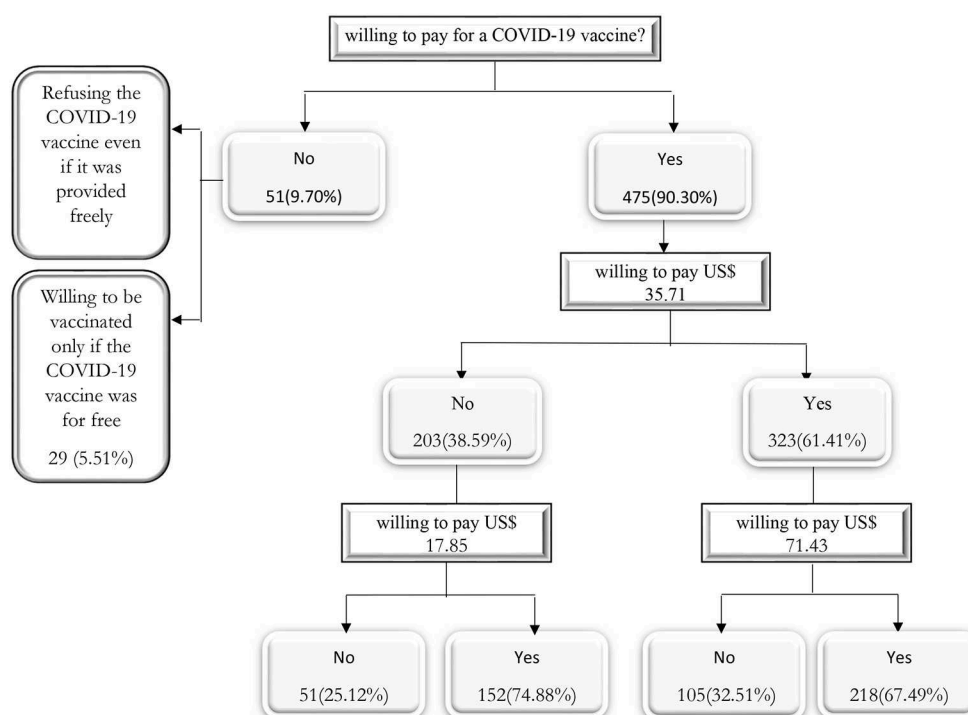 willing to pay for a COVID-19 vaccine?
Refusing the
COVID-19
vaccine even
if it was
provided
freely
No
51(9.70%)
Yes
475(90.30%)
willing to pay US$
35.71
Willing to be
vaccinated
only if the
COVID-19
vaccine was
for free
29 (5.51%)
No
203(38.59%)
Yes
323(61.41%)
willing to pay US$
17.85
willing to pay US$
71.43
No
51(25.12%)
Yes
152(74.88%)
No
105(32.51%)
Yes
218(67.49%)